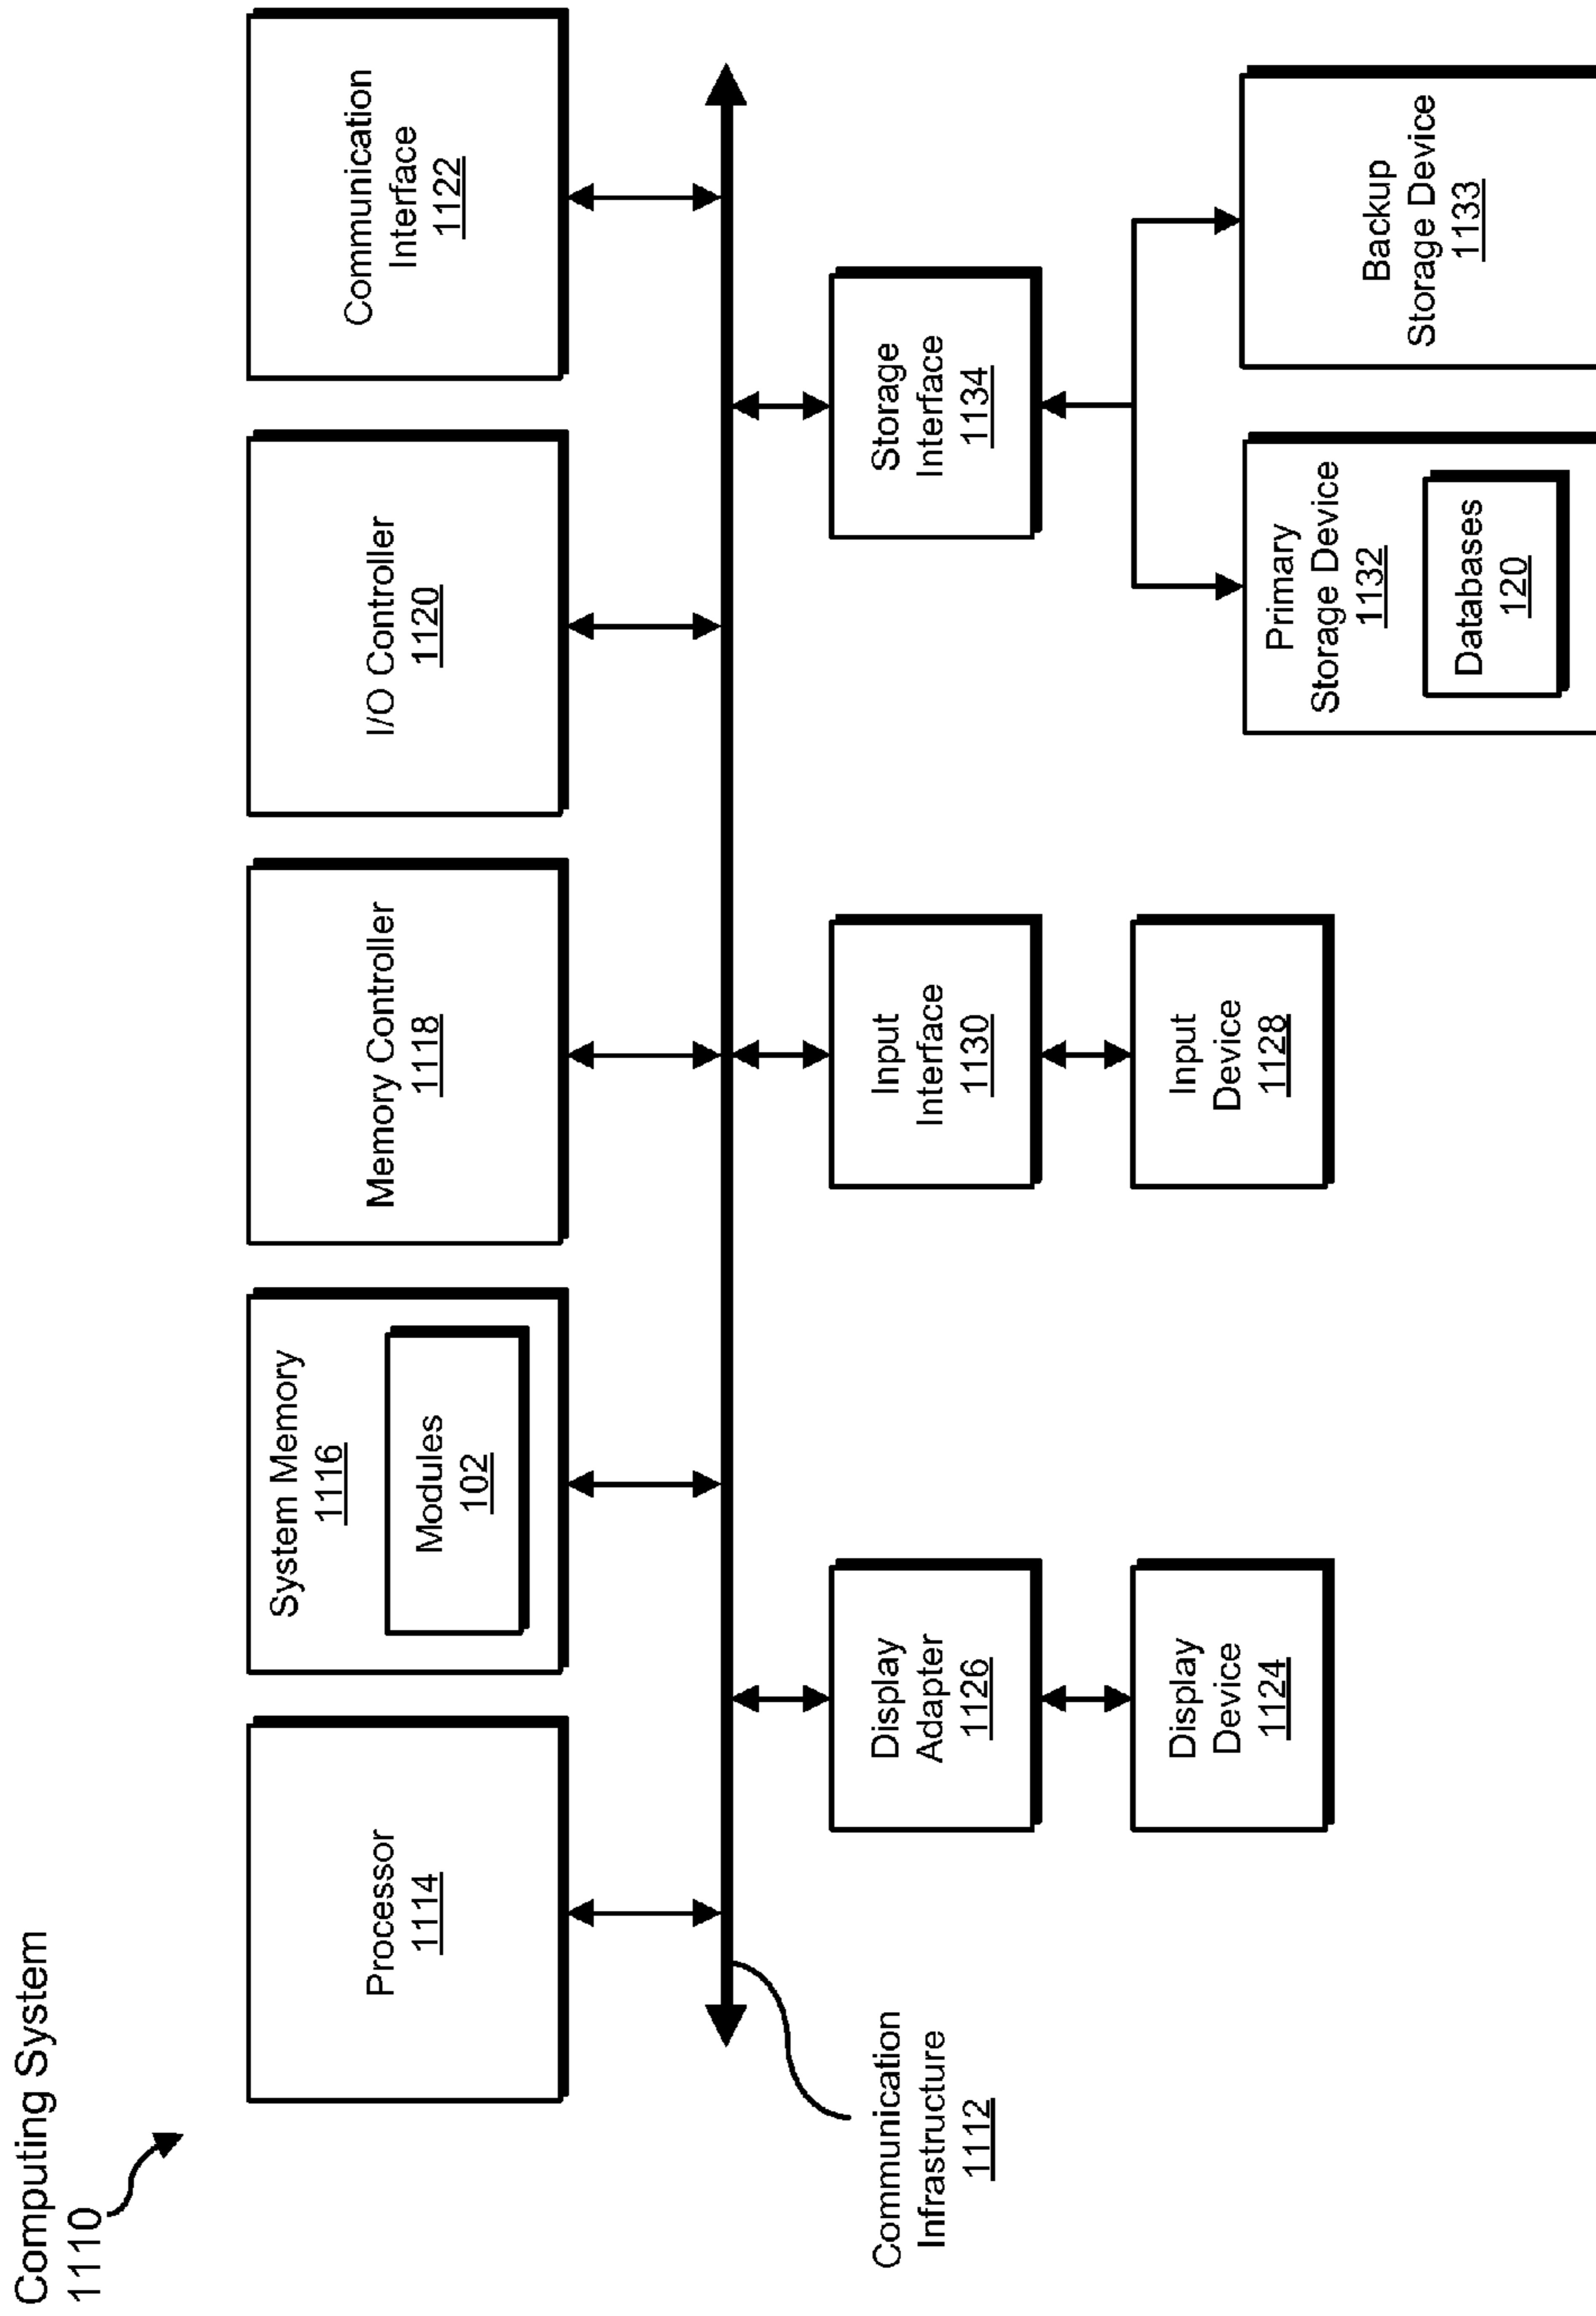 Computing System
1110
Processor
1114
System Memory
1116
Modules
102
Memory Controller
1118
I/O Controller
1120
Communication
Interface
1122
Communication
Infrastructure
1112
Display
Adapter
1126
Display
Device
1124
Input
Interface
1130
Input
Device
1128
Storage
Interface
1134
Primary
Storage Device
1132
Databases
120
Backup
Storage Device
1133